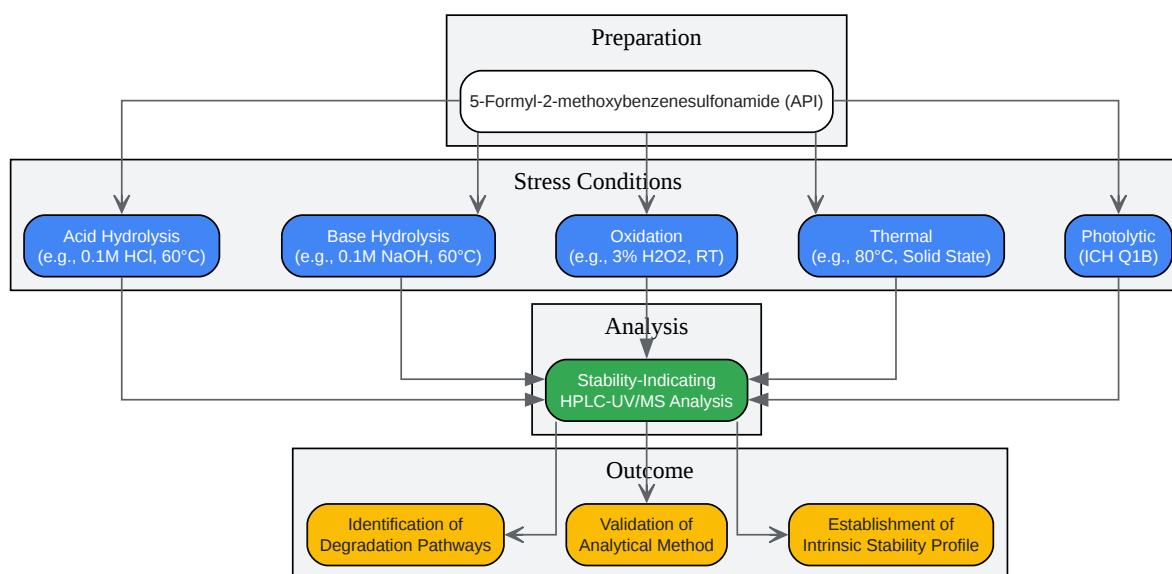 Preparation
5-Formyl-2-methoxybenzenesulfonamide (API)
Stress Conditions
Acid Hydrolysis
(e.g., 0.1M HCl, 60°C)
Base Hydrolysis
(e.g., 0.1M NaOH, 60°C)
Oxidation
(e.g., 3% H2O2, RT)
Thermal
(e.g., 80°C, Solid State)
Photolytic
(ICH Q1B)
Analysis
Stability-Indicating
HPLC-UV/MS Analysis
Outcome
Identification of
Degradation Pathways
Validation of
Analytical Method
Establishment of
Intrinsic Stability Profile